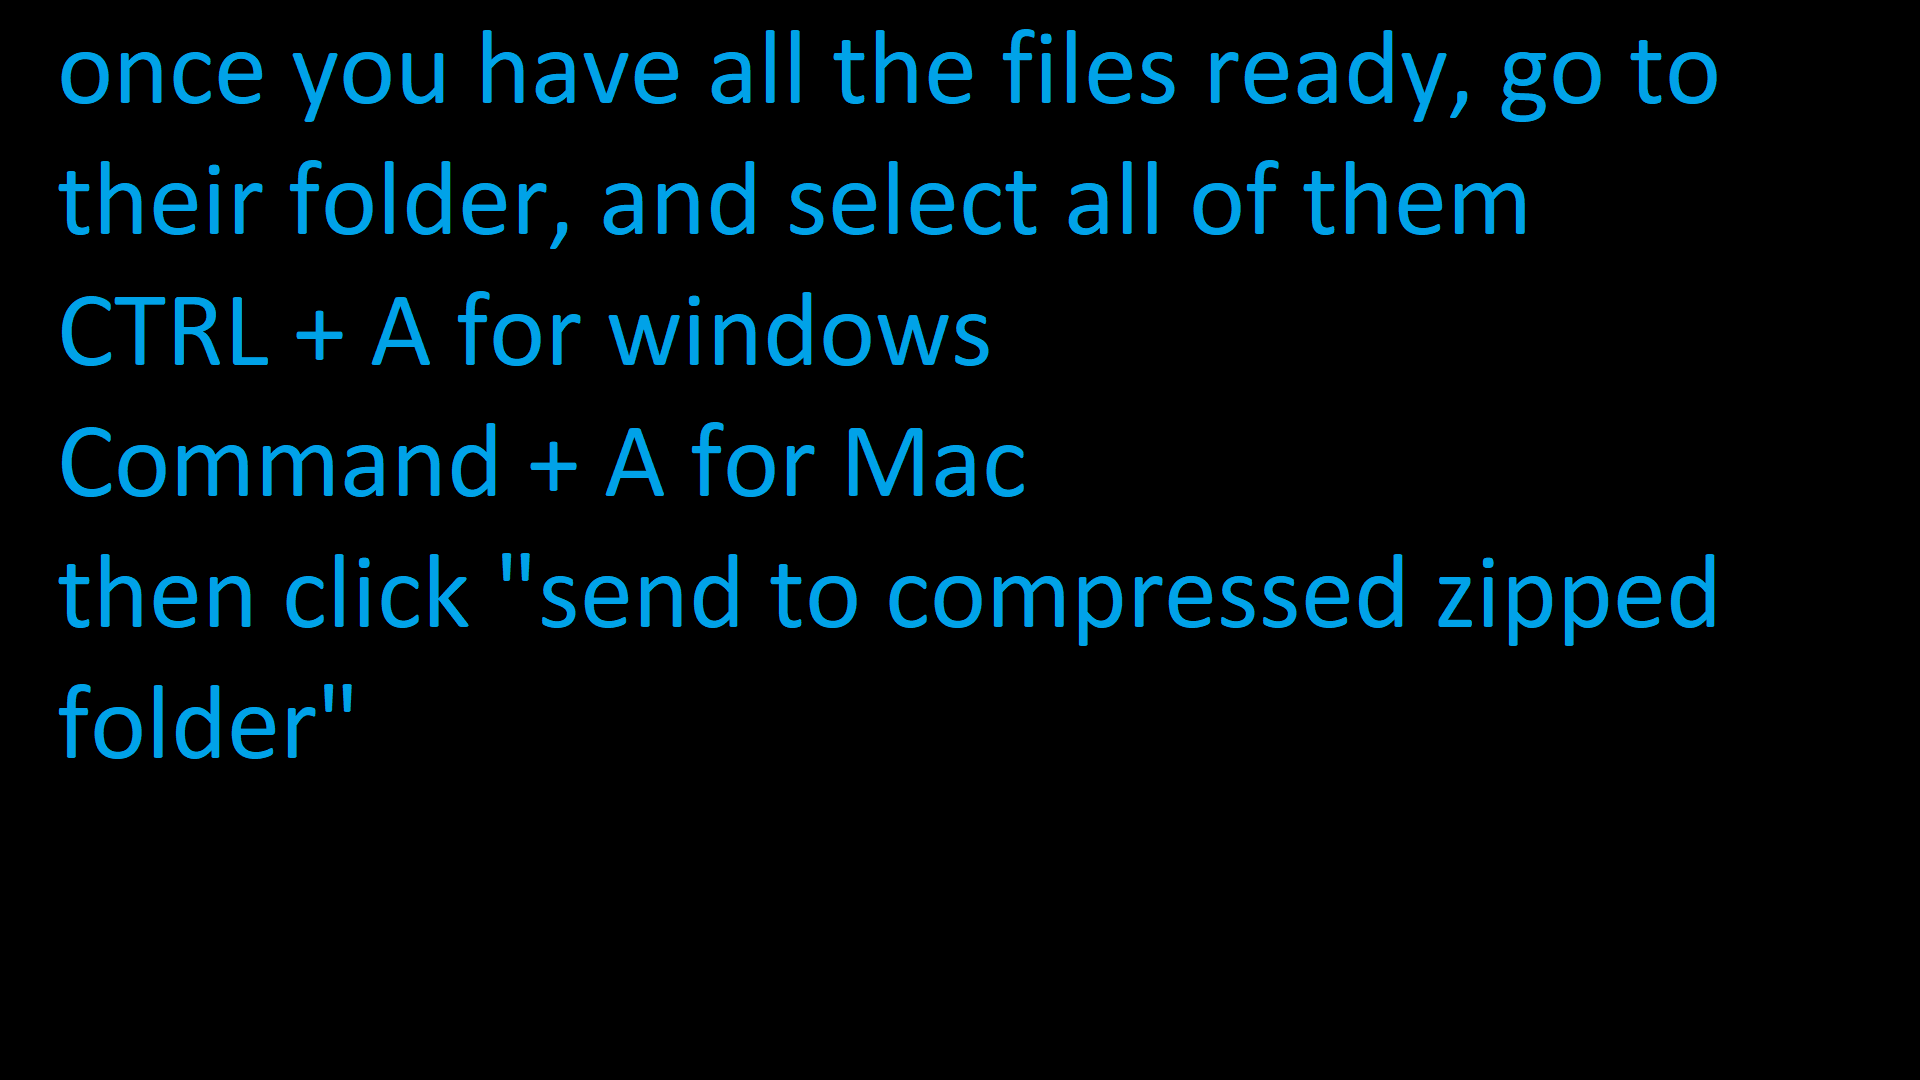 once you have all the files ready, go to
their folder, and select all of them
CTRL + A for windows
Command + A for Mac
then click "send to compressed zipped
folder"